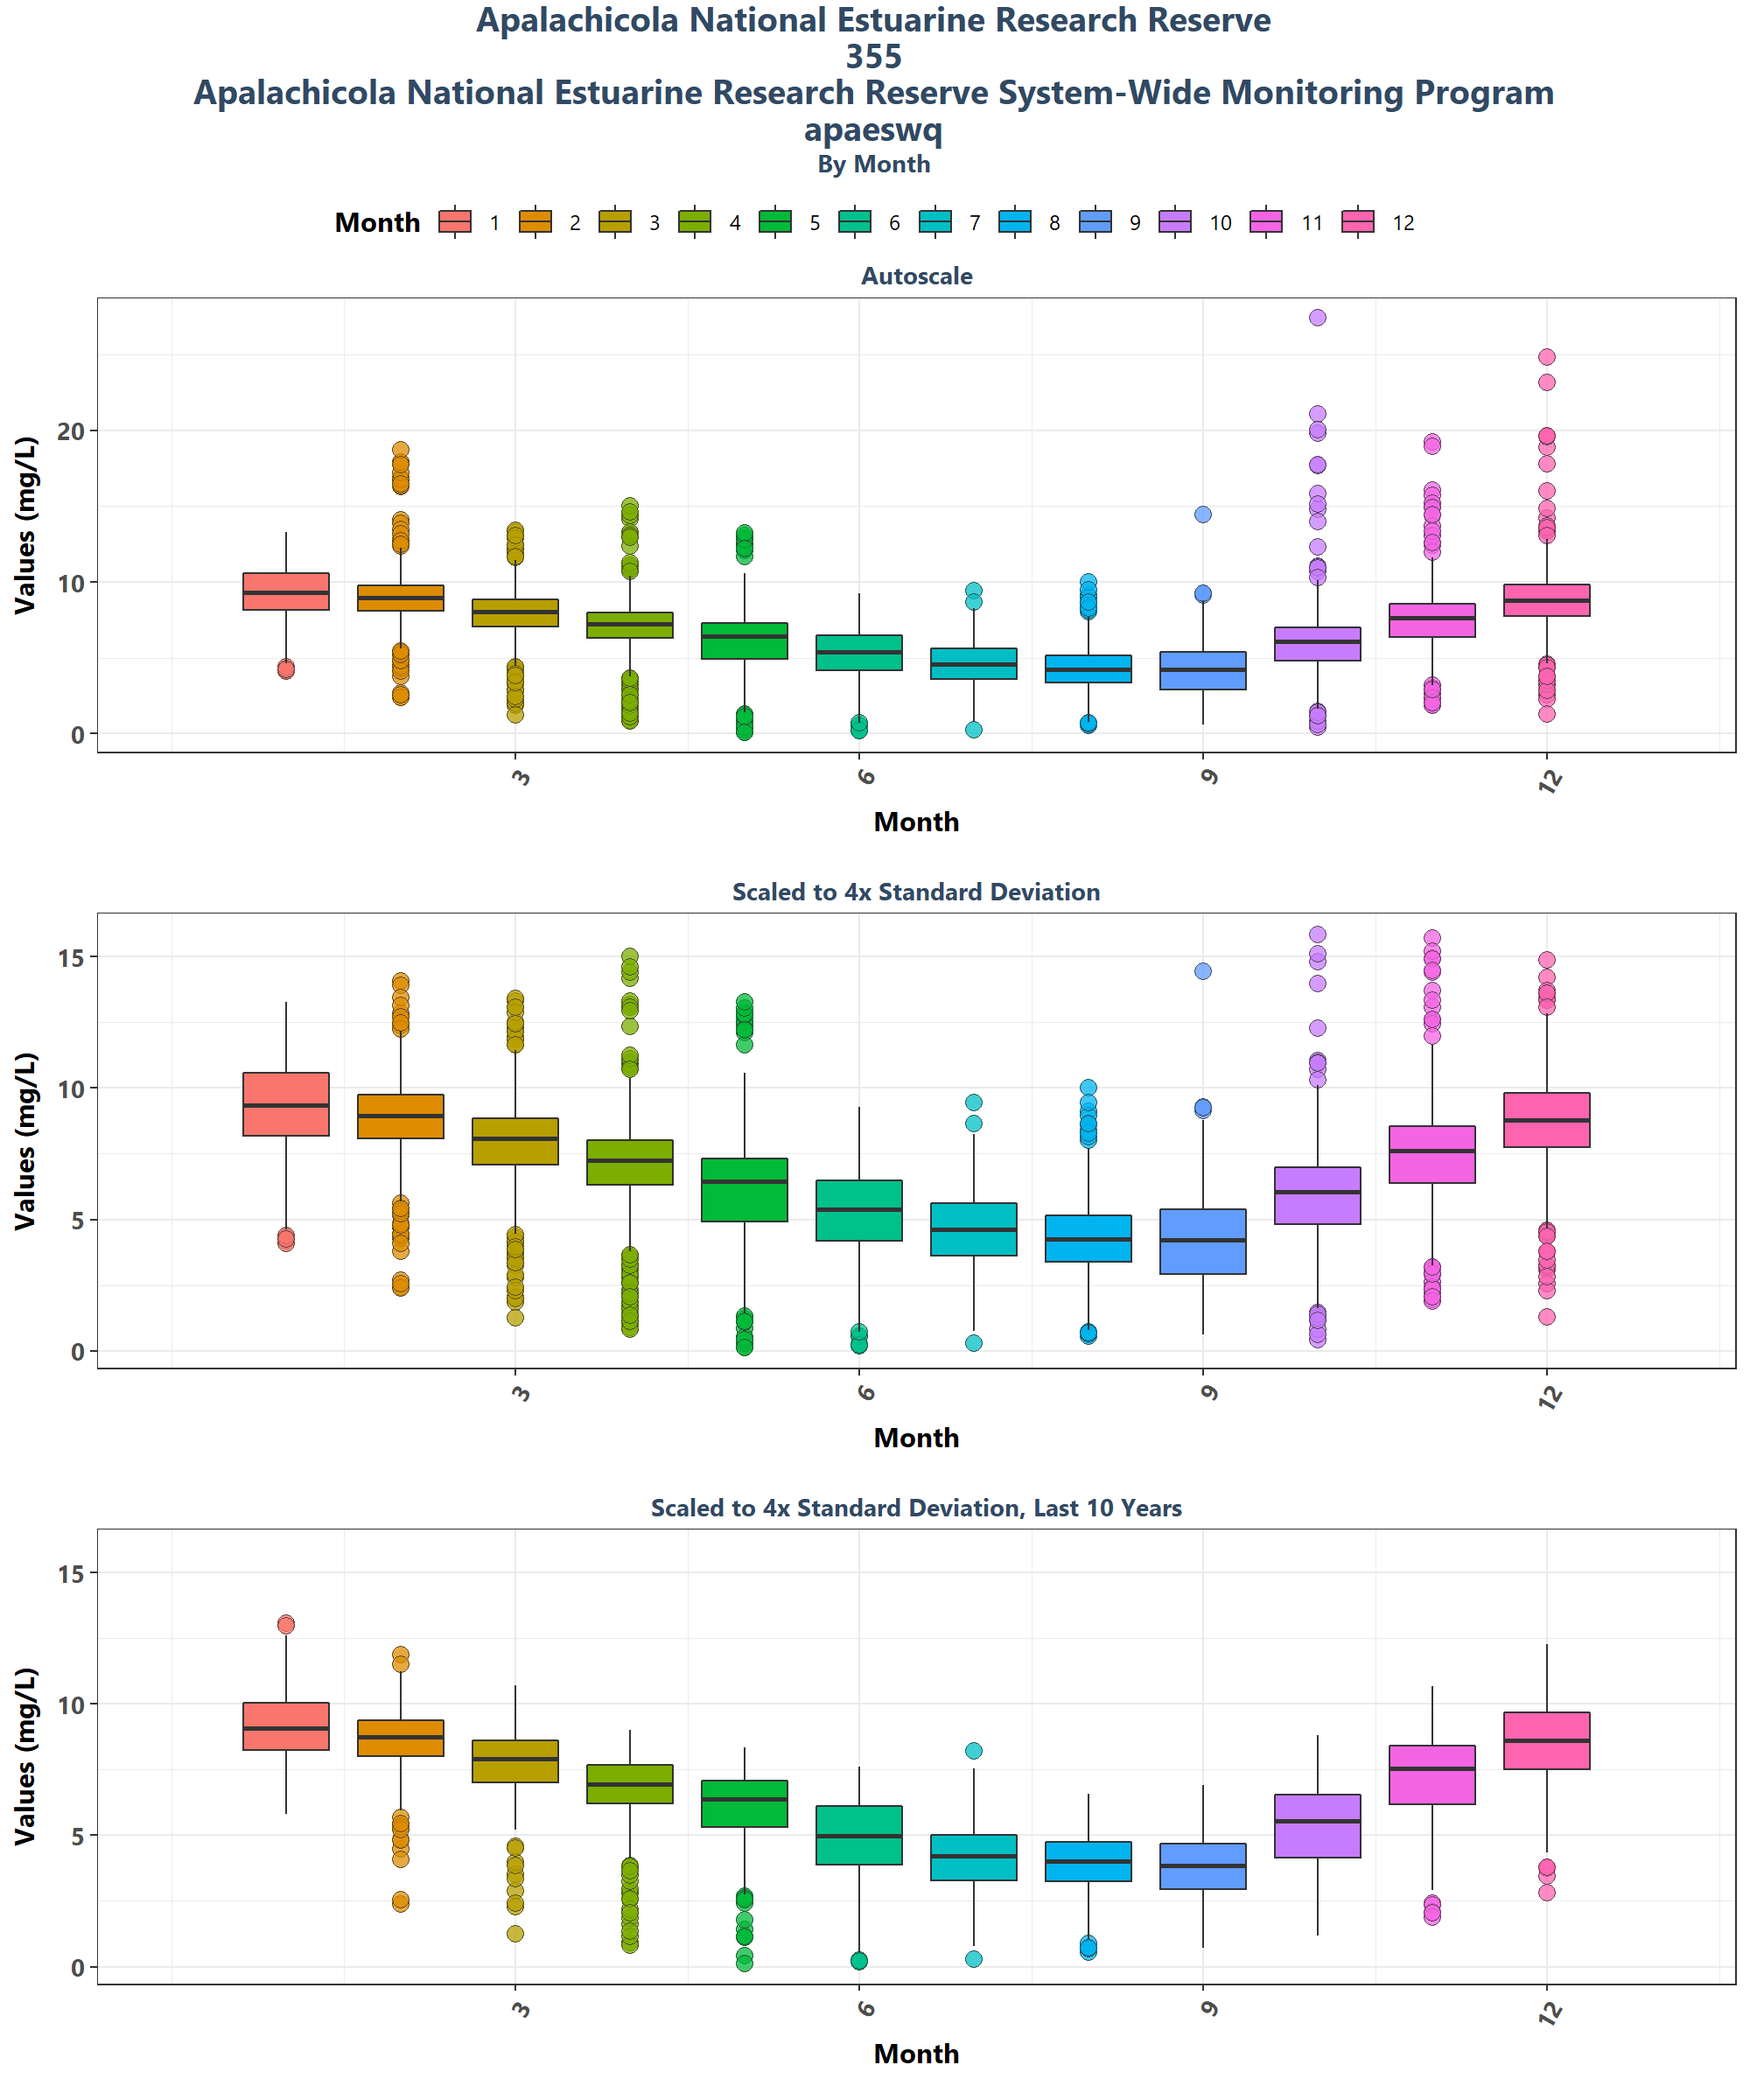 Apalachicola National Estuarine Research Reserve
355
Apalachicola National Estuarine Research Reserve System-Wide Monitoring Program
apaeswq
By Month
Month 1 2 3 4 5 6 7 8 9 10 11 12
Autoscale
Values (mg/L)
20
10
0
3 6 9 12
Month
Scaled to 4x Standard Deviation
Values (mg/L)
15
10
5
0
3 6 9 12
Month
Scaled to 4x Standard Deviation, Last 10 Years
Values (mg/L)
15
10
5
0
3 6 9 12
Month